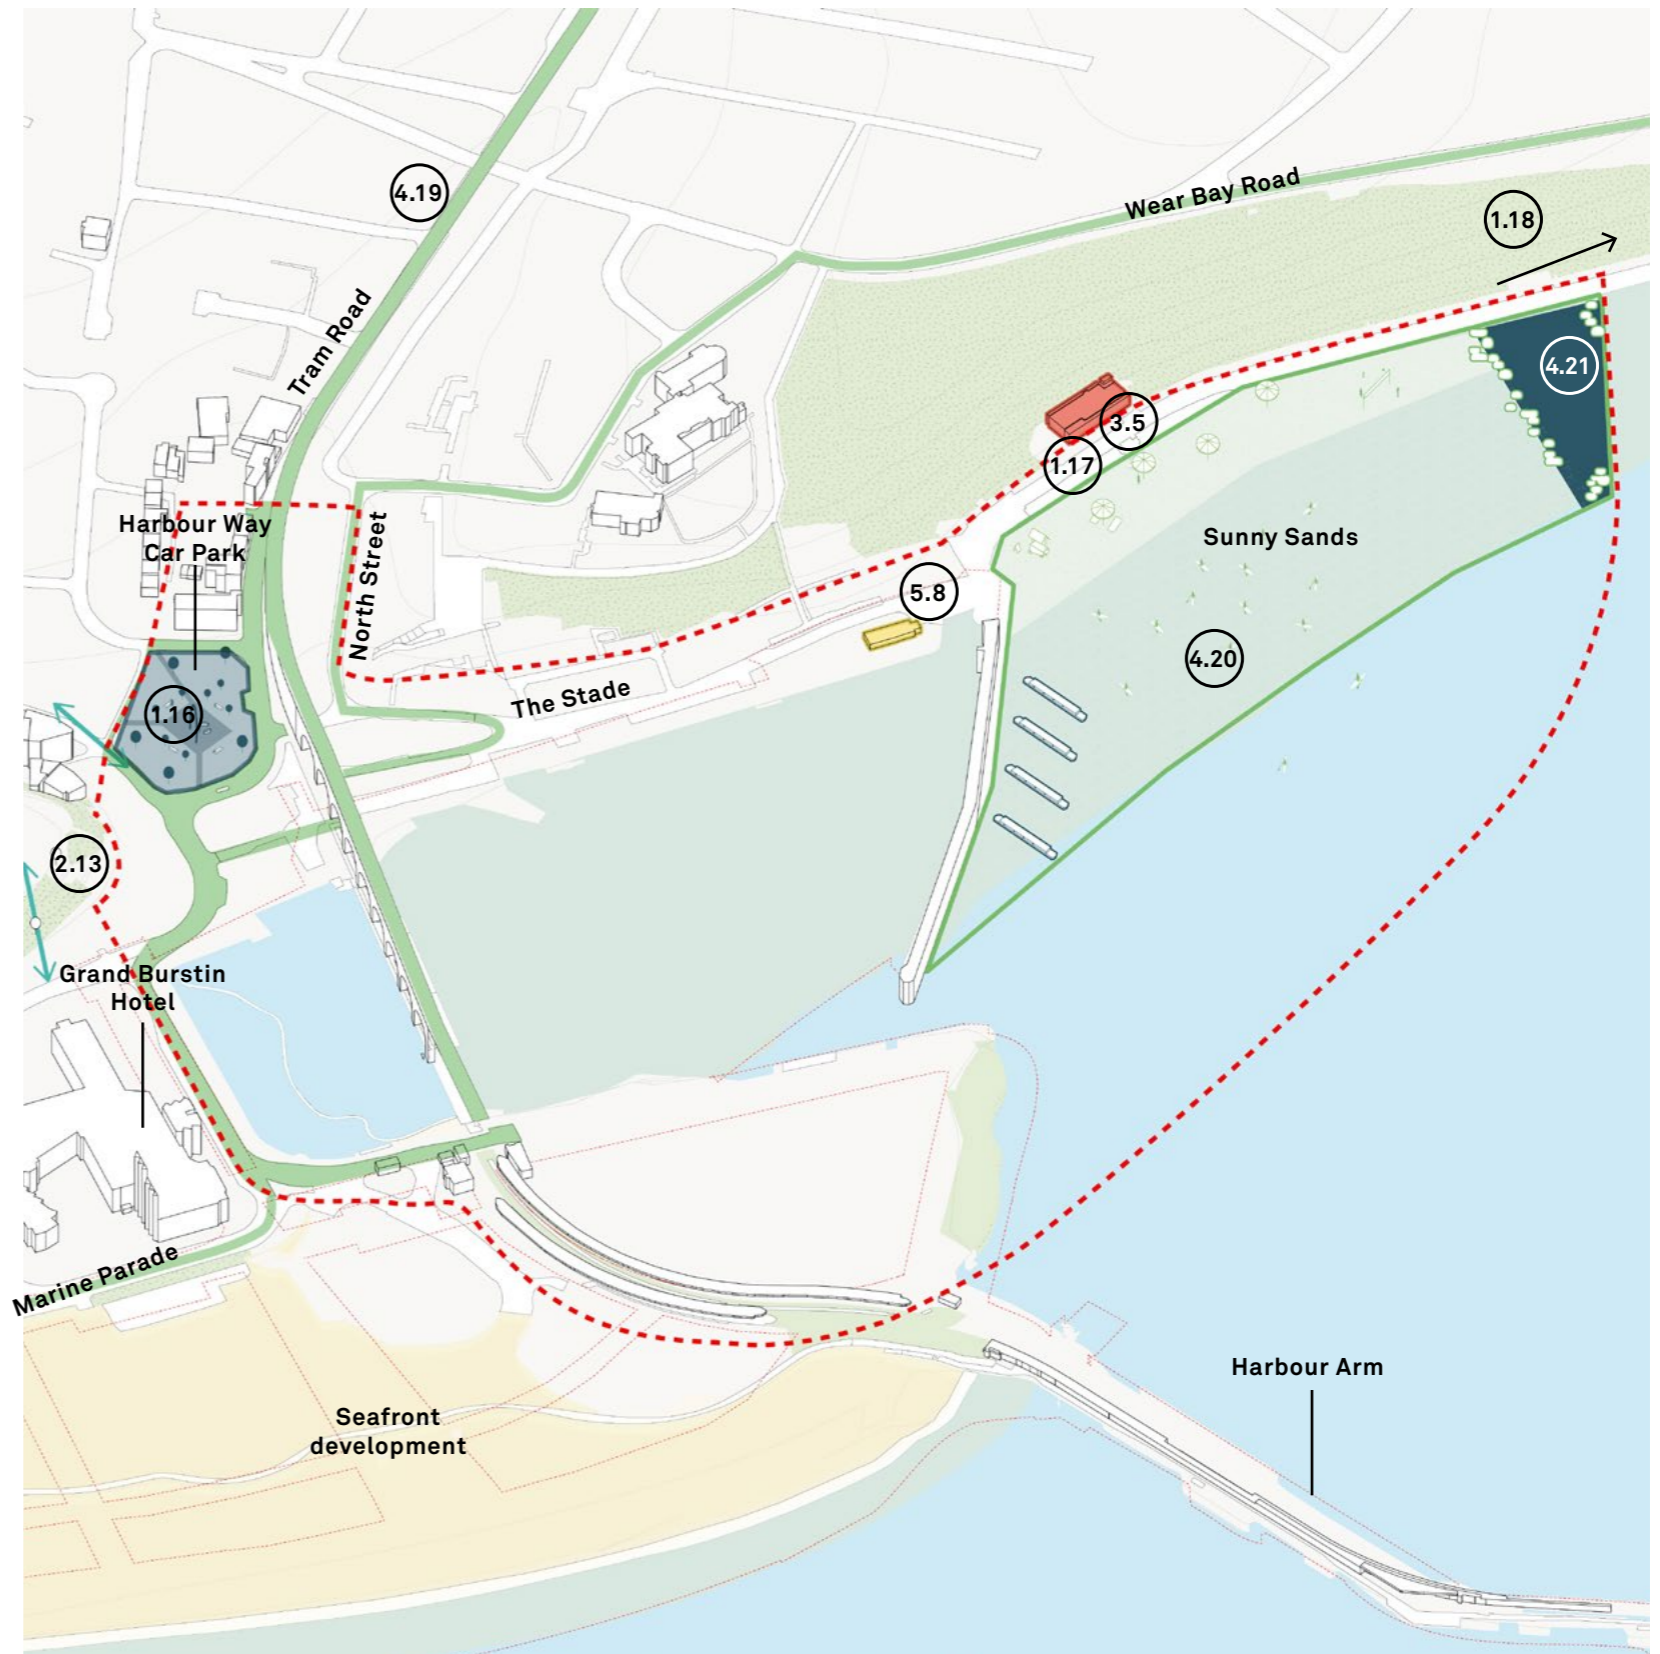 4.19
Wear Bay Road
1.18
Tram Road
4.21
3.5
1.17
Harbour Way
Car Park
North Street
Sunny Sands
5.8
4.20
The Stade
1.16
2.13
Grand Burstin
Hotel
Marine Parade
Harbour Arm
Seafront
development